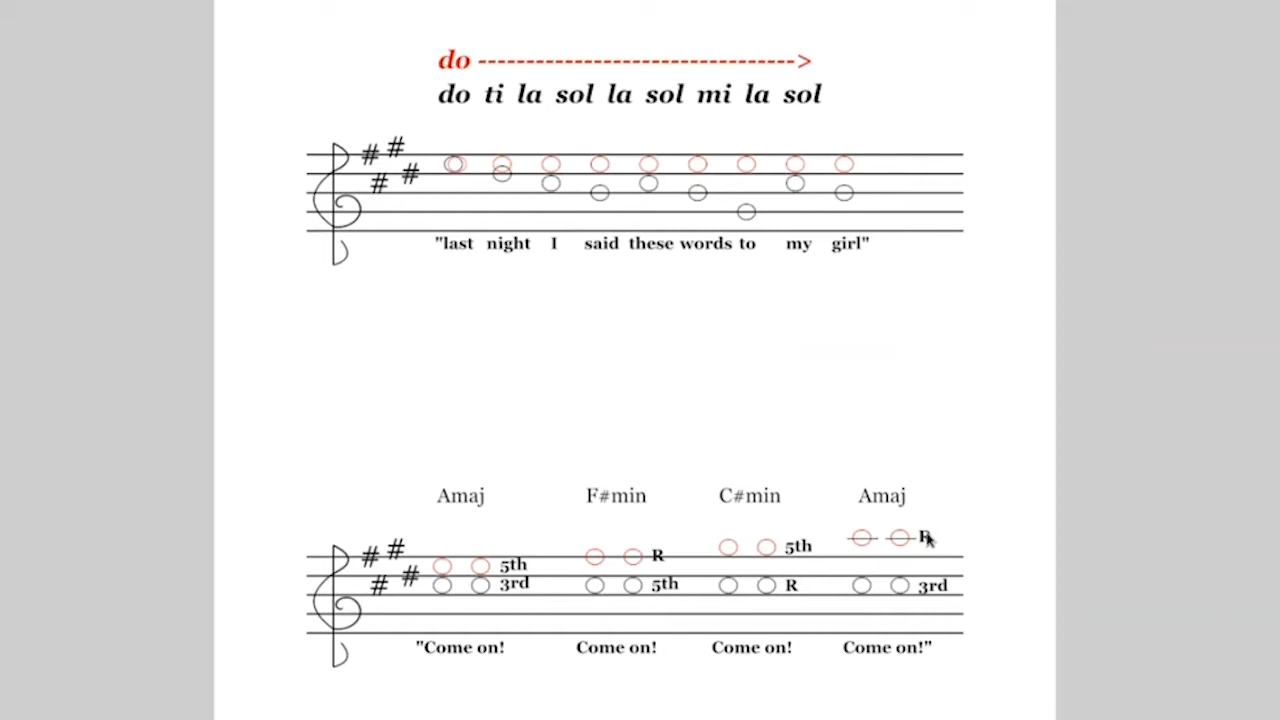 do -------------------------------->
do ti la sol la sol mi la sol
"last night I said these words to my girl"
Amaj F#min C#min Amaj
5th R 5th R
3rd 5th R 3rd
"Come on! Come on! Come on! Come on!"